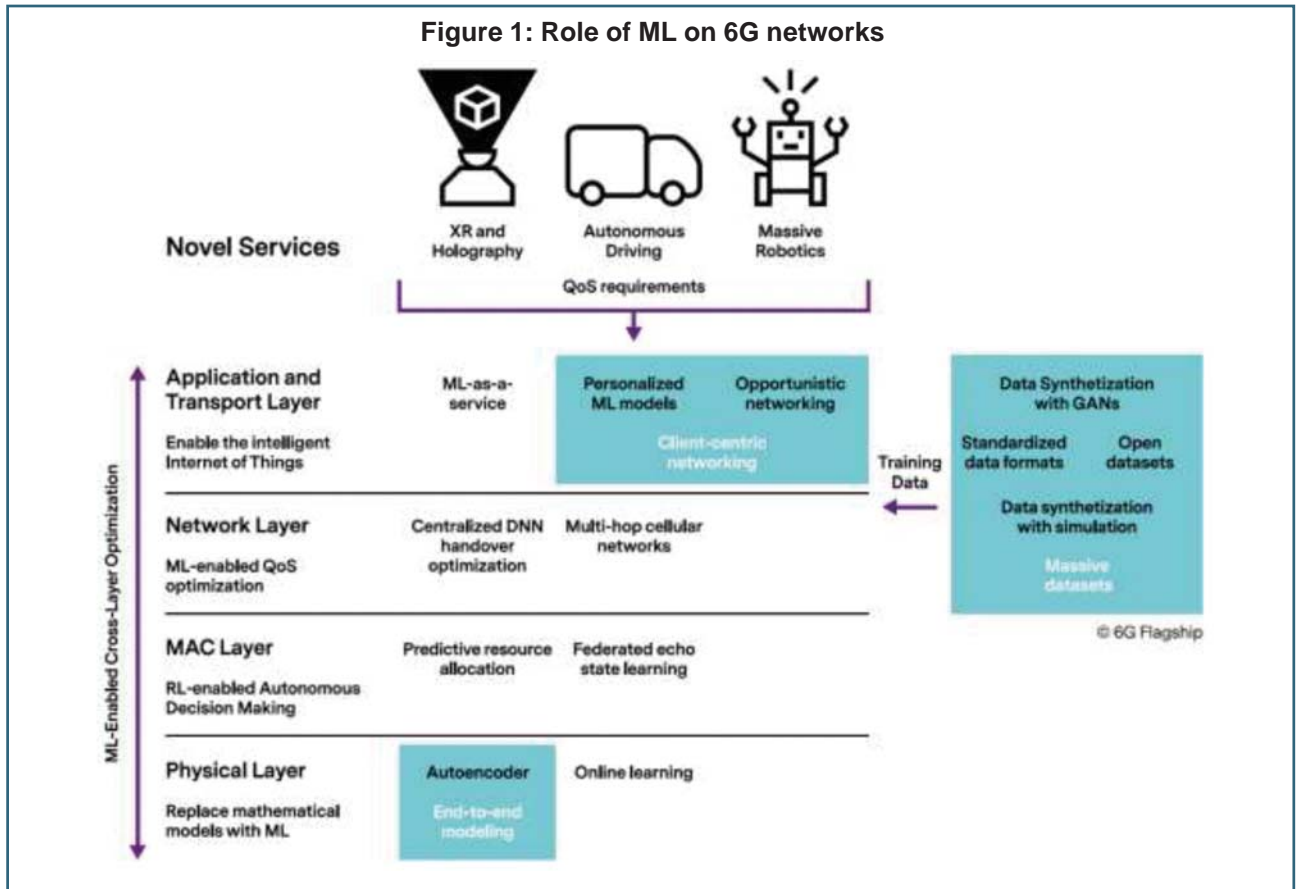 Figure 1: Role of ML on 6G networks
Novel Services
XR and
Holography
Autonomous
Driving
Massive
Robotics
QoS requirements
ML-Enabled Cross-Layer Optimization
Application and
Transport Layer
Enable the intelligent
Internet of Things
ML-as-a-
service
Personalized
ML models
Opportunistic
networking
Client-centric
networking
Training
Data
Data Synthetization
with GANs
Standardized
data formats
Open
datasets
Data synthetization
with simulation
Massive
datasets
© 6G Flagship
Network Layer
ML-enabled QoS
optimization
Centralized DNN
handover
optimization
Multi-hop cellular
networks
MAC Layer
RL-enabled Autonomous
Decision Making
Predictive resource
allocation
Federated echo
state learning
Physical Layer
Replace mathematical
models with ML
Autoencoder
End-to-end
modeling
Online learning